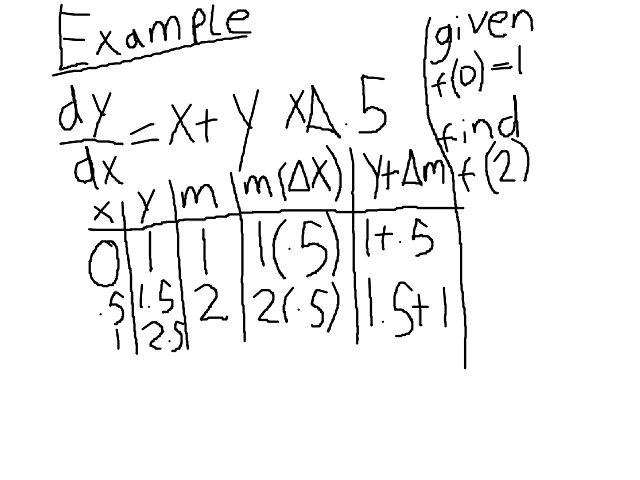 Example
given
f(0)=1
find
f(2)
dy/dx = x+y xΔ.5
x y m m(Δx) y+Δm
0 1 1 1(.5) 1+.5
.5 1.5 2 2(.5) 1.5+1
1 2.5